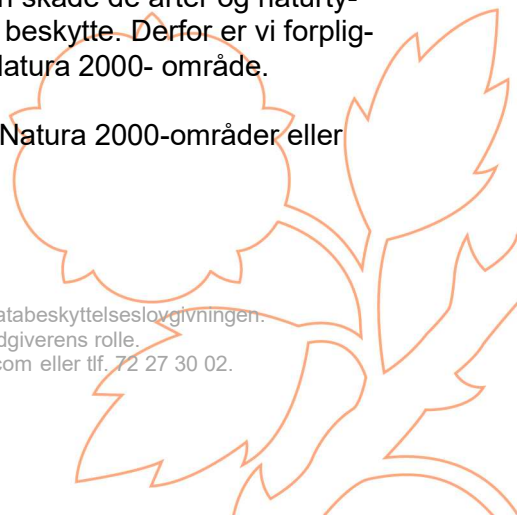 skade de arter og naturty-
beskytte. Derfor er vi forplig-
Natura 2000- område.
Natura 2000-områder eller
atabeskyttelseslovgivningen.
dgiverens rolle.
com eller tlf. 72 27 30 02.